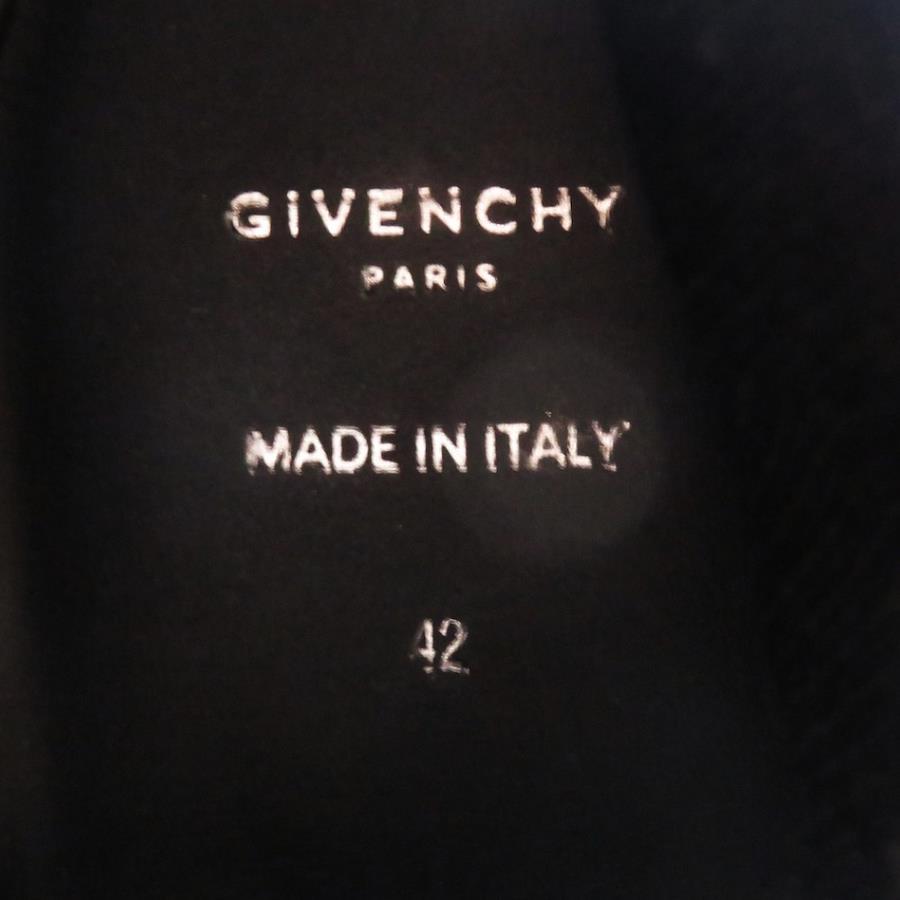 GIVENCHY
PARIS
MADE IN ITALY
42